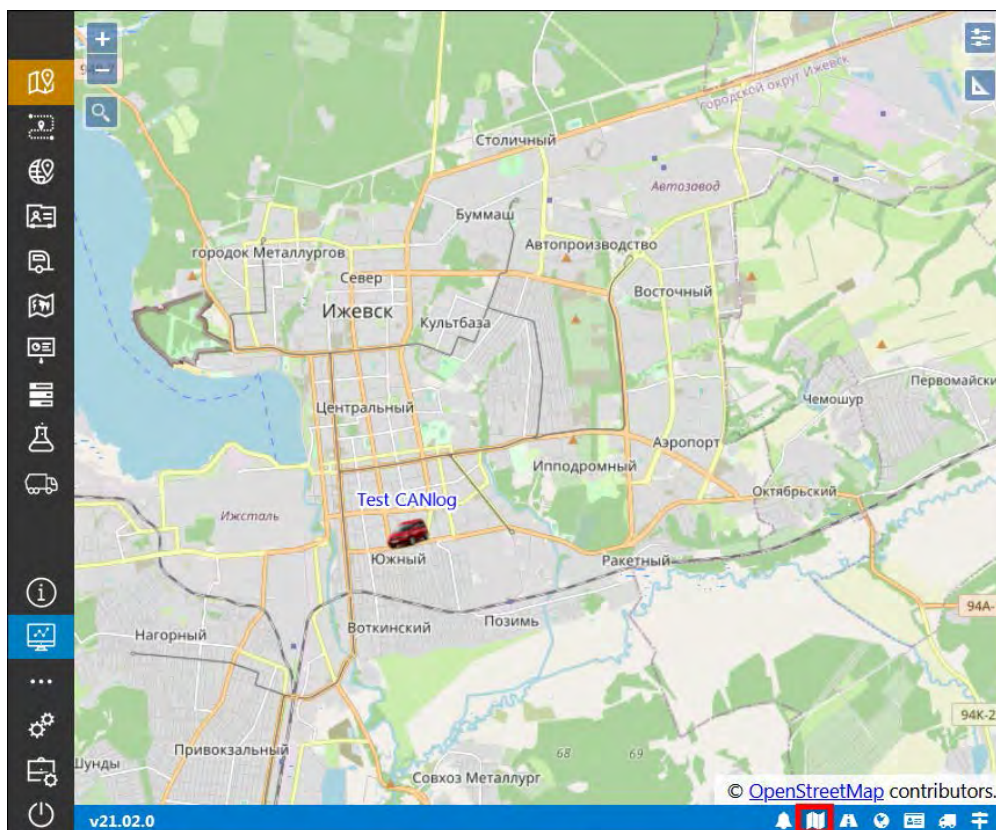 городской округ Ижевск
Столичный
Автозавод
Буммаш
Автопроизводство
городок Металлургов
Север
Восточный
Ижевск
Культбаза
Первомайски
Чемошур
Центральный
Аэропорт
Ипподромный
Октябрьский
Test CANlog
Ижсталь
Южный
Ракетный
94А-
Позимь
Воткинский
Нагорный
94К-2
Привокзальный
68
69
Шунды
Совхоз Металлург
© OpenStreetMap contributors.
v21.02.0